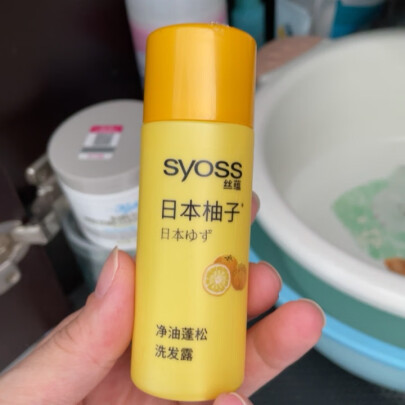 syoss
丝蕴
日本柚子*
日本ゆず
净油蓬松
洗发露